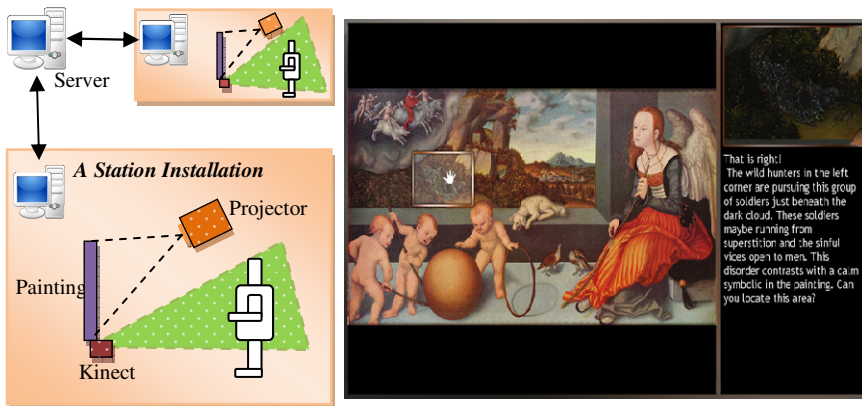 Server
A Station Installation
Projector
Painting
Kinect
That is right!
The wild hunters in the left
corner are pursuing this group
of soldiers just beneath the
dark cloud. These soldiers
maybe running from
superstition and the sinful
vices open to men. This
disorder contrasts with a calm
symbolic in the painting. Can
you locate this area?